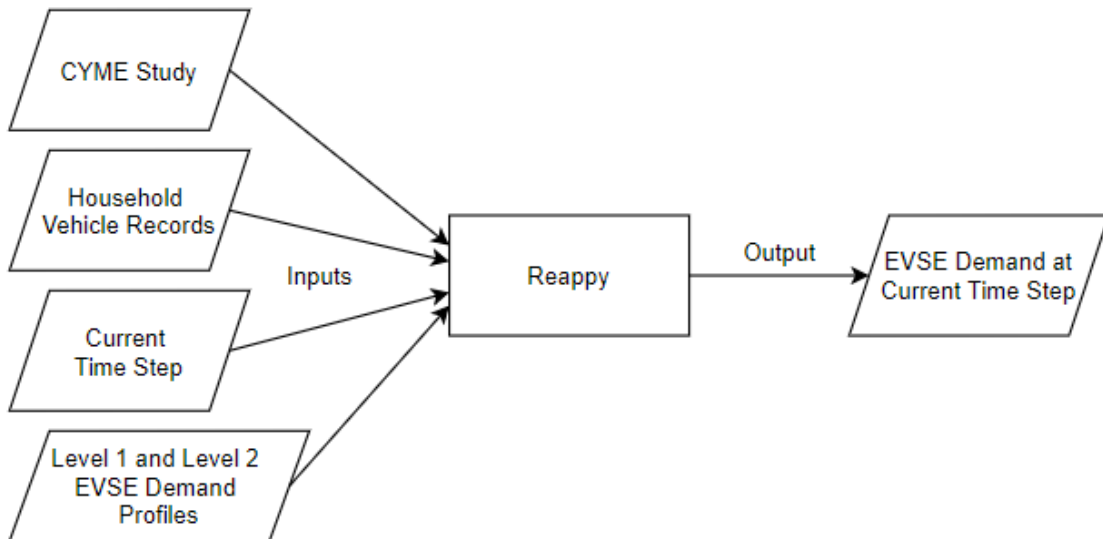 CYME Study
Household
Vehicle Records
Inputs
Current
Time Step
Level 1 and Level 2
EVSE Demand
Profiles
Reappy
Output
EVSE Demand at
Current Time Step